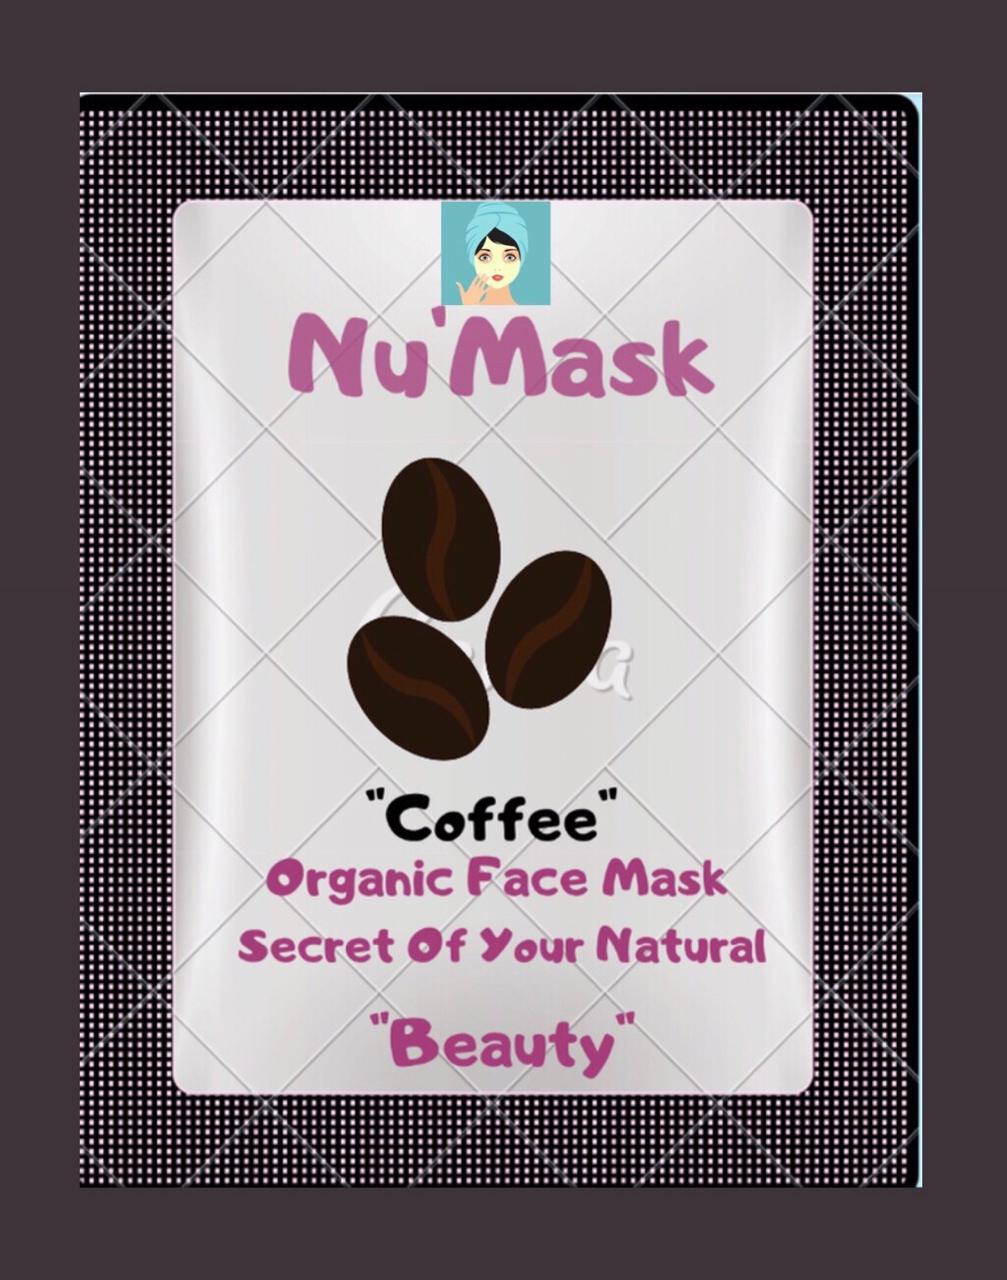 Nu'Mask
"Coffee"
Organic Face Mask
Secret Of Your Natural
"Beauty"